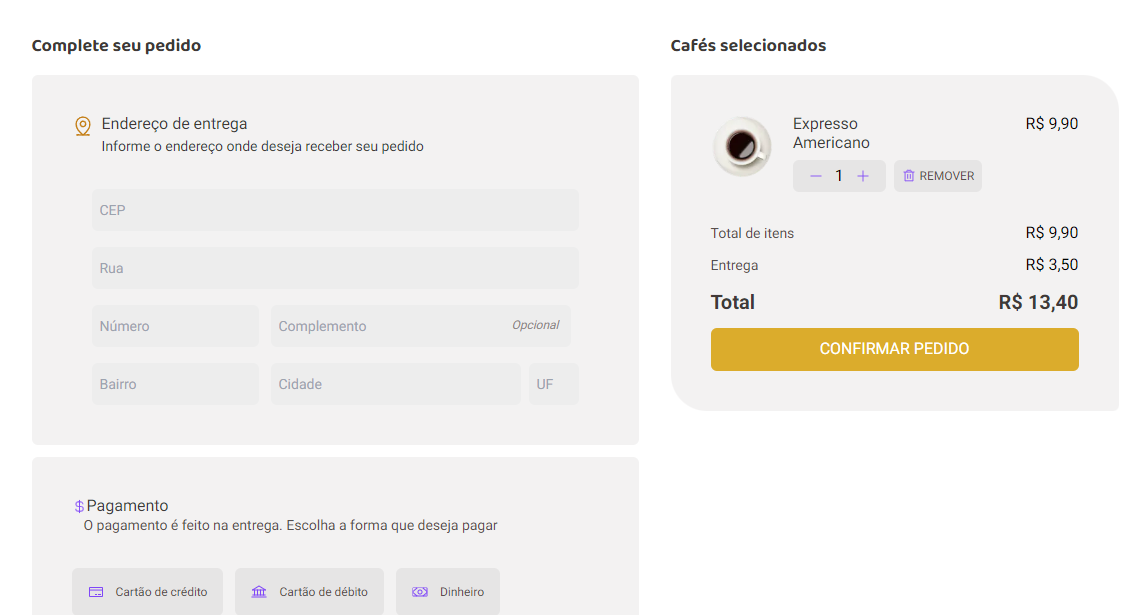 Complete seu pedido
Endereço de entrega
Informe o endereço onde deseja receber seu pedido
CEP
Rua
Número
Complemento Opcional
Bairro
Cidade
UF
$ Pagamento
O pagamento é feito na entrega. Escolha a forma que deseja pagar
Cartão de crédito
Cartão de débito
Dinheiro
Cafés selecionados
Expresso R$ 9,90
Americano
− 1 + REMOVER
Total de itens R$ 9,90
Entrega R$ 3,50
Total R$ 13,40
CONFIRMAR PEDIDO